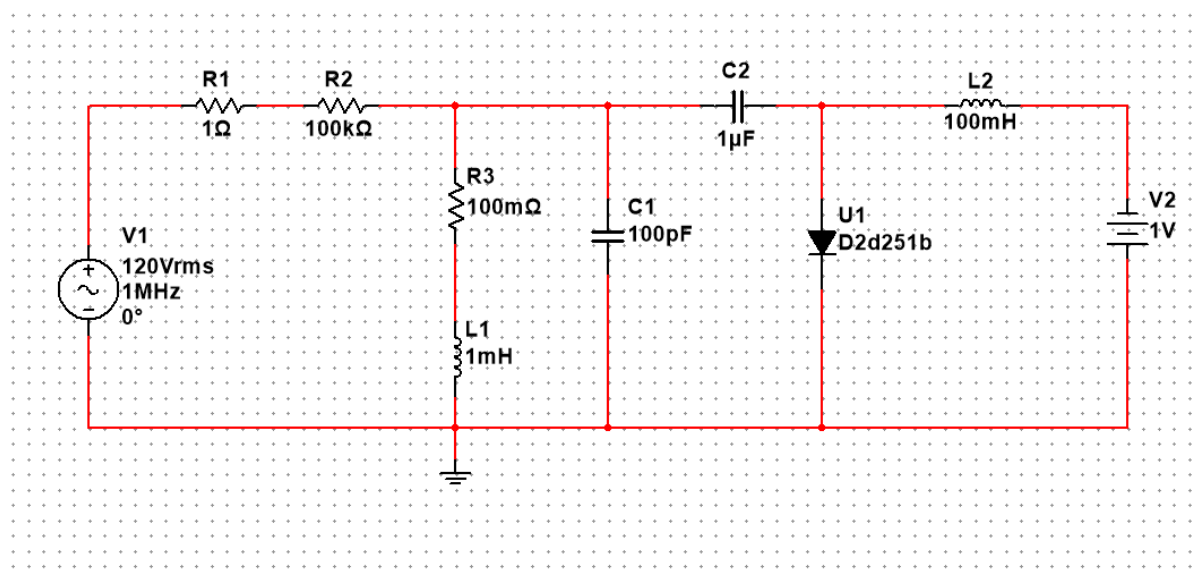 R1
1Ω
R2
100kΩ
C2
1µF
L2
100mH
R3
100mΩ
C1
100pF
U1
D2d251b
V2
1V
V1
120Vrms
1MHz
0°
L1
1mH